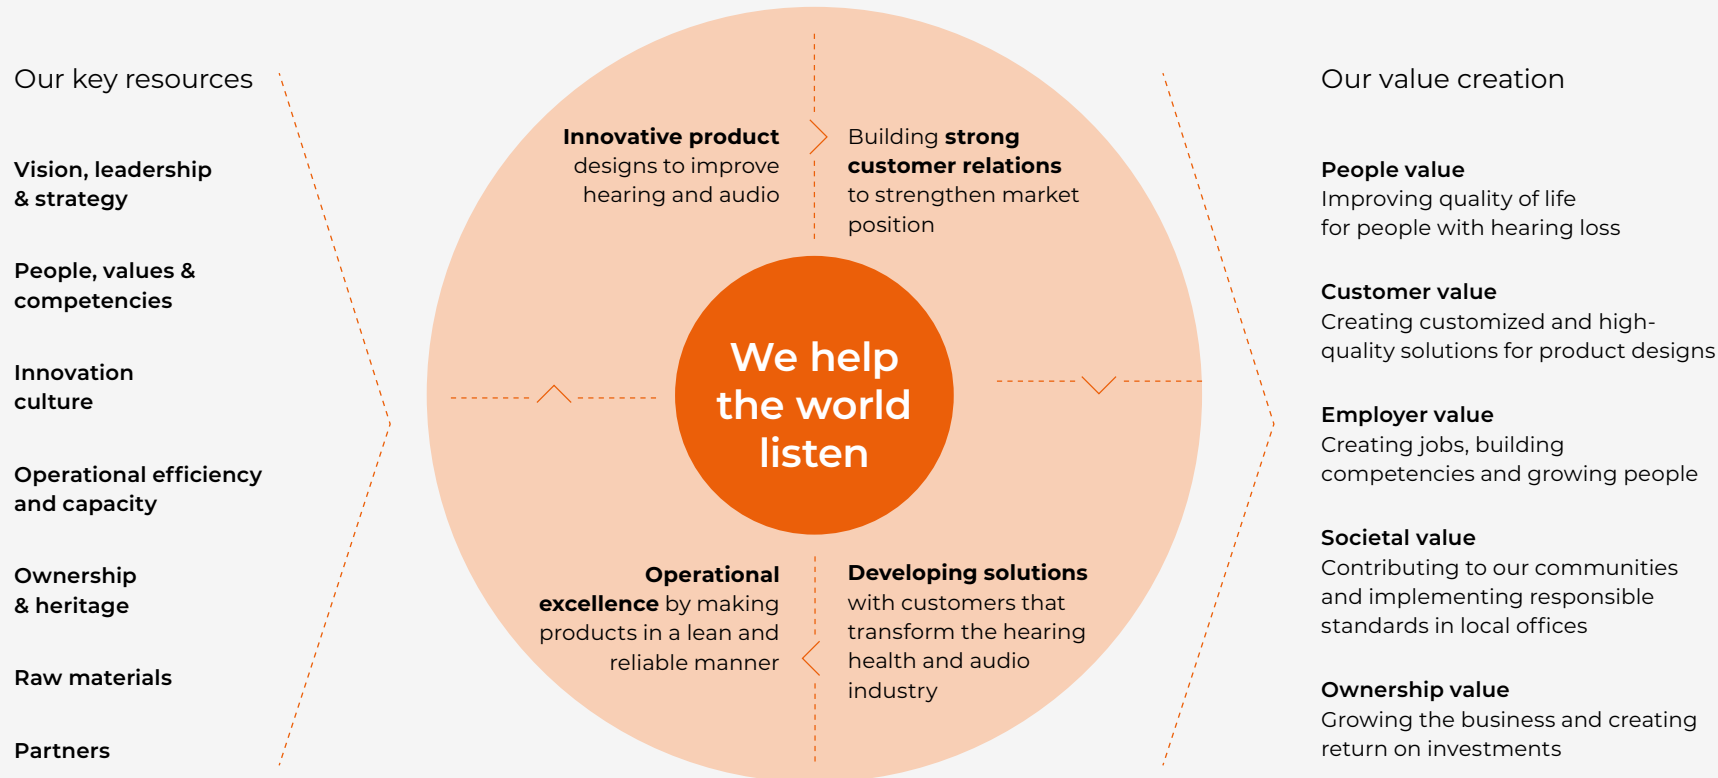 Our key resources
Vision, leadership
& strategy
People, values &
competencies
Innovation
culture
Operational efficiency
and capacity
Ownership
& heritage
Raw materials
Partners
Innovative product
designs to improve
hearing and audio
Building strong
customer relations
to strengthen market
position
We help
the world
listen
Operational
excellence by making
products in a lean and
reliable manner
Developing solutions
with customers that
transform the hearing
health and audio
industry
Our value creation
People value
Improving quality of life
for people with hearing loss
Customer value
Creating customized and high-
quality solutions for product designs
Employer value
Creating jobs, building
competencies and growing people
Societal value
Contributing to our communities
and implementing responsible
standards in local offices
Ownership value
Growing the business and creating
return on investments